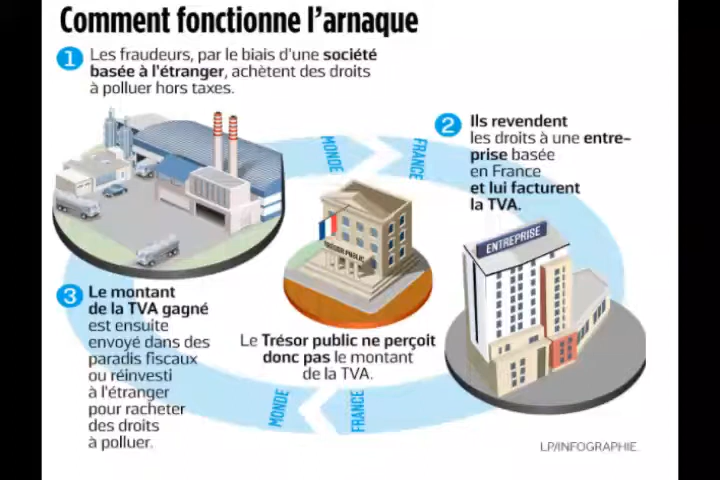 Comment fonctionne l'arnaque
1 Les fraudeurs, par le biais d'une société
basée à l'étranger, achètent des droits
à polluer hors taxes.
2 Ils revendent
les droits à une entre-
prise basée
en France
et lui facturent
la TVA.
MONDE
FRANCE
TRÉSOR PUBLIC
ENTREPRISE
3 Le montant
de la TVA gagné
est ensuite
envoyé dans des
paradis fiscaux
ou réinvesti
à l'étranger
pour racheter
des droits
à polluer.
Le Trésor public ne perçoit
donc pas le montant
de la TVA.
MONDE
FRANCE
LP/INFOGRAPHIE